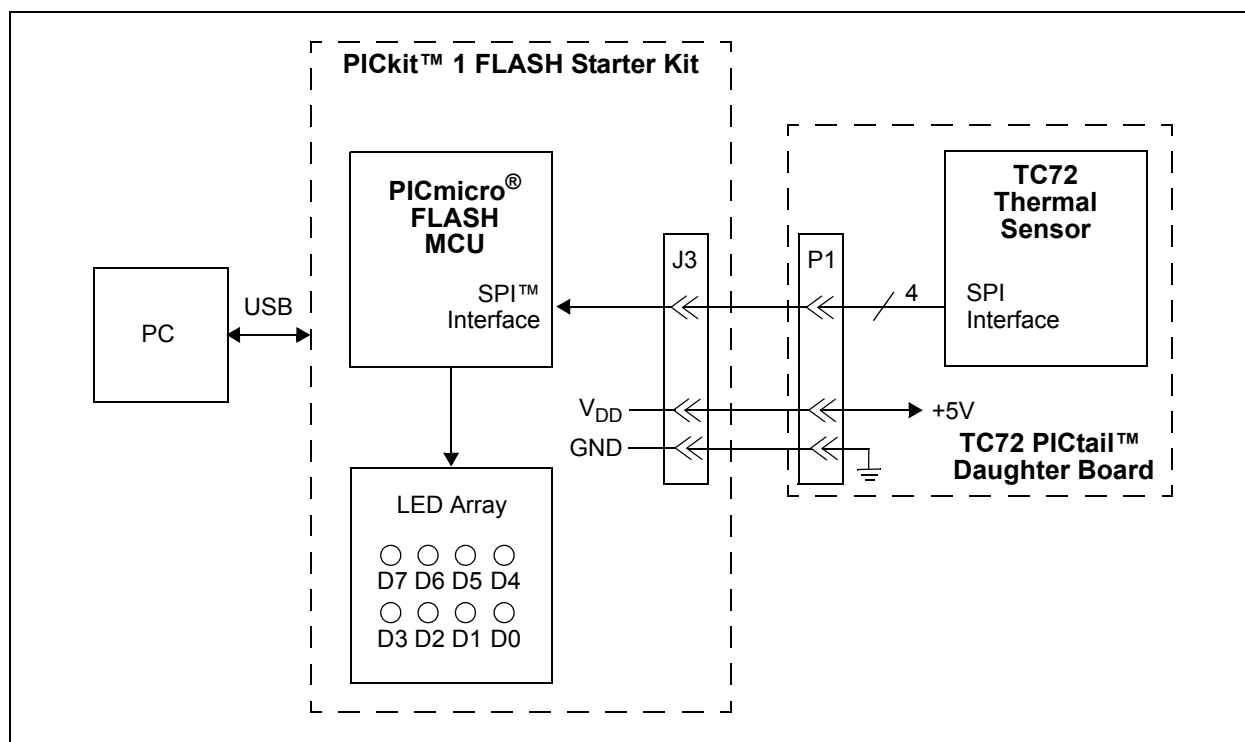 PICkit™ 1 FLASH Starter Kit
PICmicro®
FLASH
MCU
SPI™
Interface
J3
P1
TC72
Thermal
Sensor
4
SPI
Interface
PC
USB
VDD
GND
+5V
TC72 PICtail™
Daughter Board
LED Array
D7 D6 D5 D4
D3 D2 D1 D0